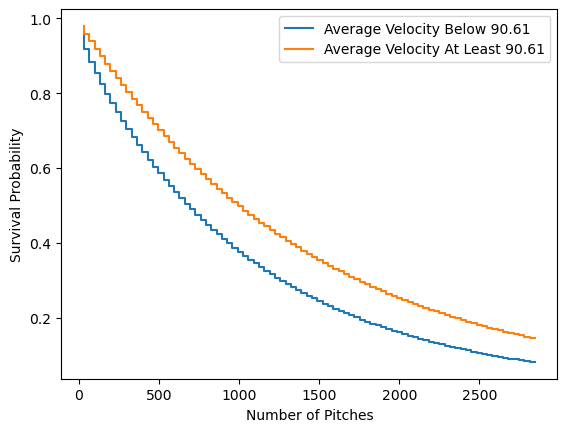 Average Velocity Below 90.61
Average Velocity At Least 90.61
1.0
0.8
0.6
0.4
0.2
Survival Probability
0
500
1000
1500
2000
2500
Number of Pitches